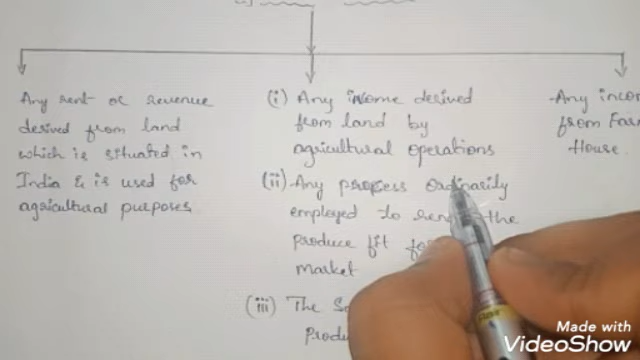 Any rent or revenue
derived from land
which is situated in
India & is used for
agricultural purposes
(i) Any income derived
from land by
agricultural operations
(ii) Any process ordinarily
employed to the
produce fit
market
(iii) The
Any
from
House
Made with
VideoShow